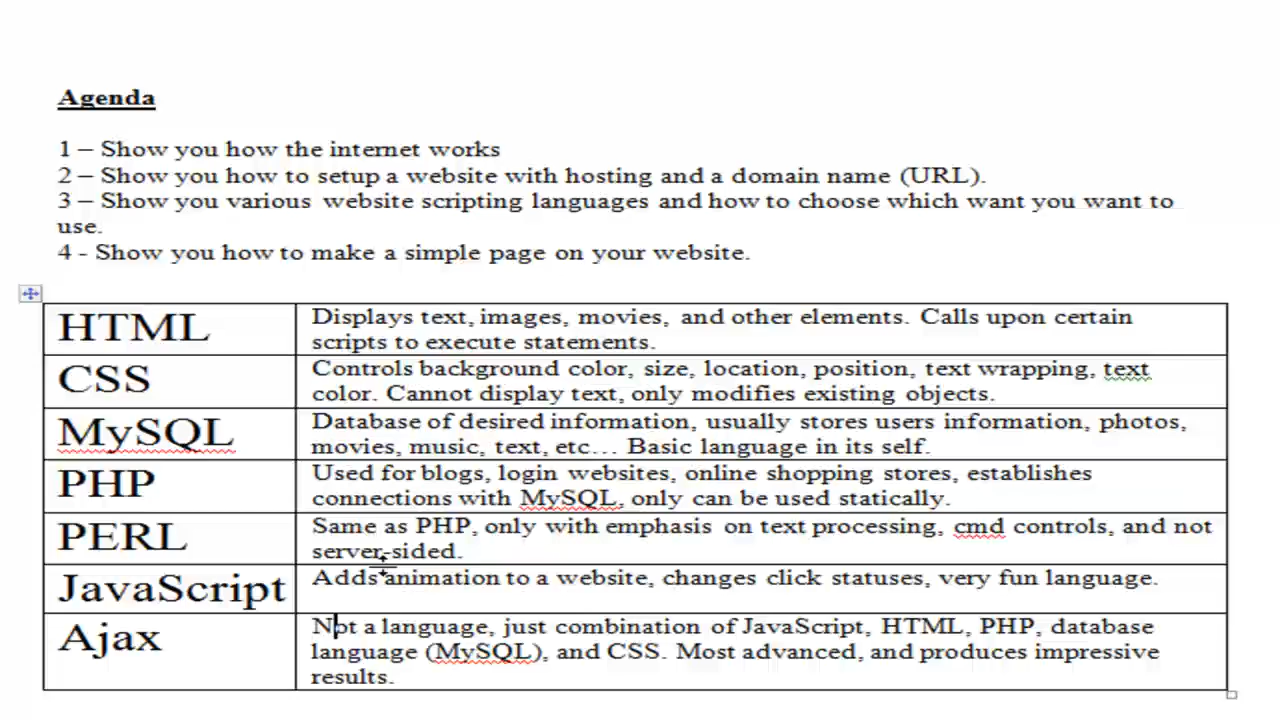 Agenda
1 – Show you how the internet works
2 – Show you how to setup a website with hosting and a domain name (URL).
3 – Show you various website scripting languages and how to choose which want you want to
use.
4 - Show you how to make a simple page on your website.
HTML
Displays text, images, movies, and other elements. Calls upon certain
scripts to execute statements.
CSS
Controls background color, size, location, position, text wrapping, text
color. Cannot display text, only modifies existing objects.
MySQL
Database of desired information, usually stores users information, photos,
movies, music, text, etc… Basic language in its self.
PHP
Used for blogs, login websites, online shopping stores, establishes
connections with MySQL, only can be used statically.
PERL
Same as PHP, only with emphasis on text processing, cmd controls, and not
server-sided.
JavaScript
Adds animation to a website, changes click statuses, very fun language.
Ajax
Not a language, just combination of JavaScript, HTML, PHP, database
language (MySQL), and CSS. Most advanced, and produces impressive
results.